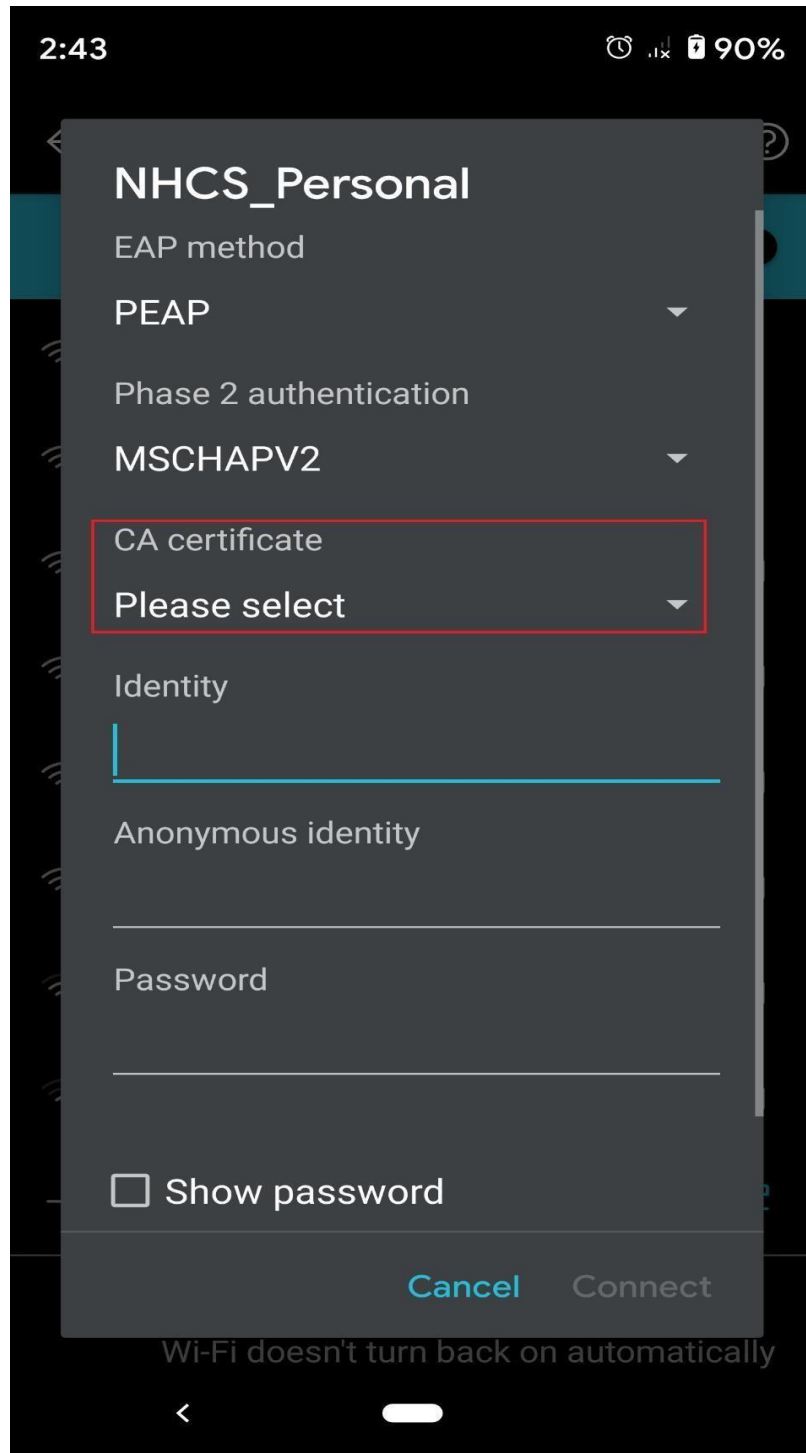 2:43
90%
NHCS_Personal
EAP method
PEAP
Phase 2 authentication
MSCHAPV2
CA certificate
Please select
Identity
Anonymous identity
Password
Show password
Cancel Connect
Wi-Fi doesn't turn back on automatically